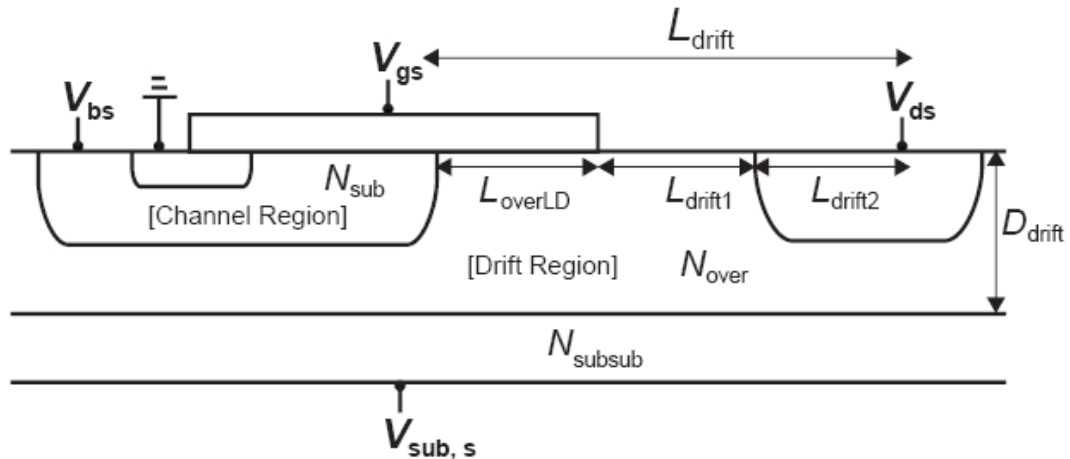 L_drift
V_gs
V_bs
V_ds
N_sub
[Channel Region]
L_overLD
L_drift1
L_drift2
D_drift
[Drift Region]
N_over
N_subsub
V_sub, s